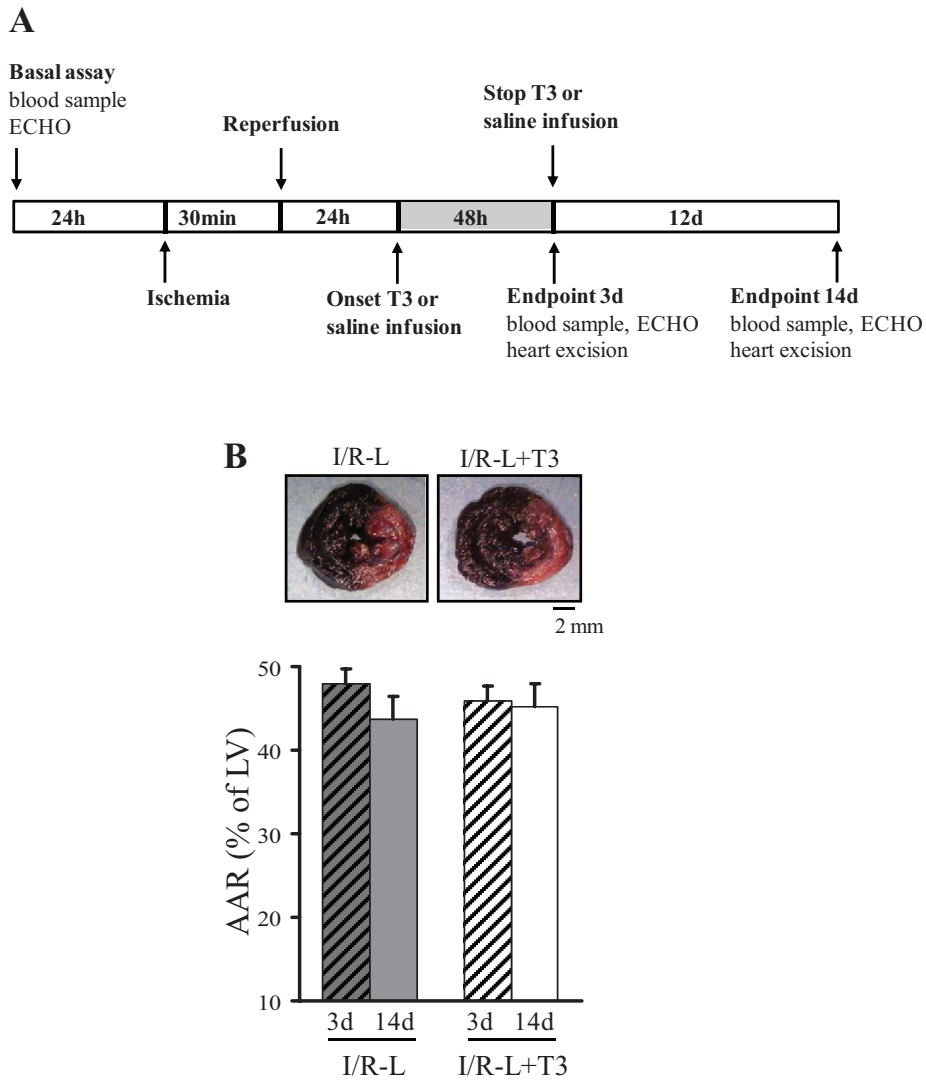 A
Basal assay
blood sample
ECHO
Reperfusion
Stop T3 or
saline infusion
24h
30min
24h
48h
12d
Ischemia
Onset T3 or
saline infusion
Endpoint 3d
blood sample, ECHO
heart excision
Endpoint 14d
blood sample, ECHO
heart excision
B
I/R-L
I/R-L+T3
2 mm
AAR (% of LV)
50
40
30
20
10
3d
14d
3d
14d
I/R-L
I/R-L+T3